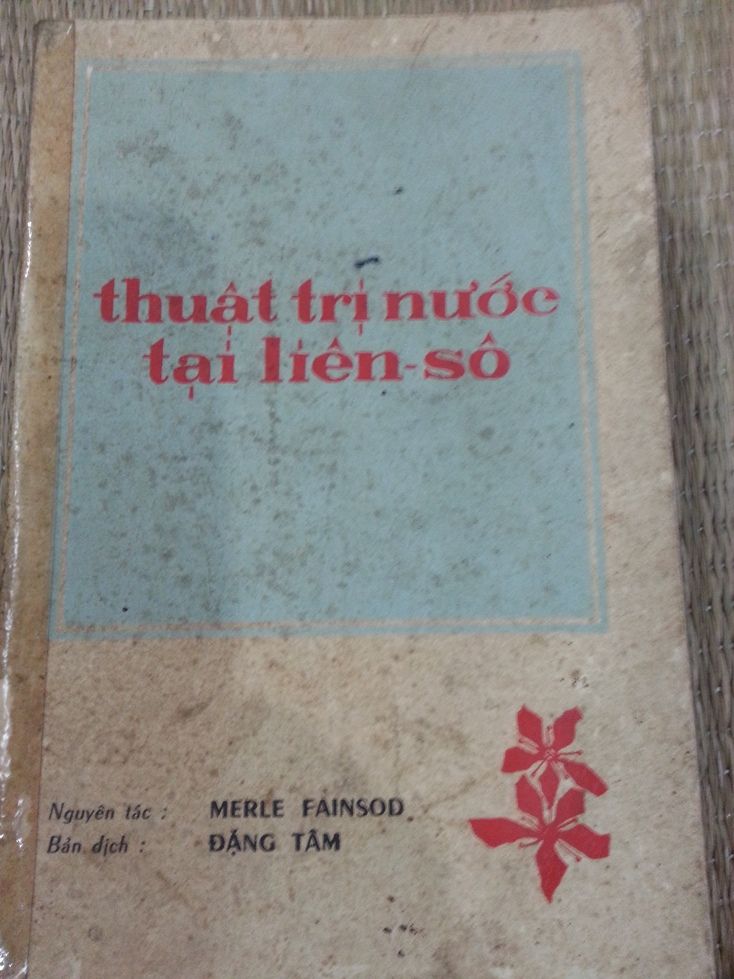 thuật trị nước
tại liên-sô
Nguyên tác : MERLE FAINSOD
Bản dịch : ĐẶNG TÂM